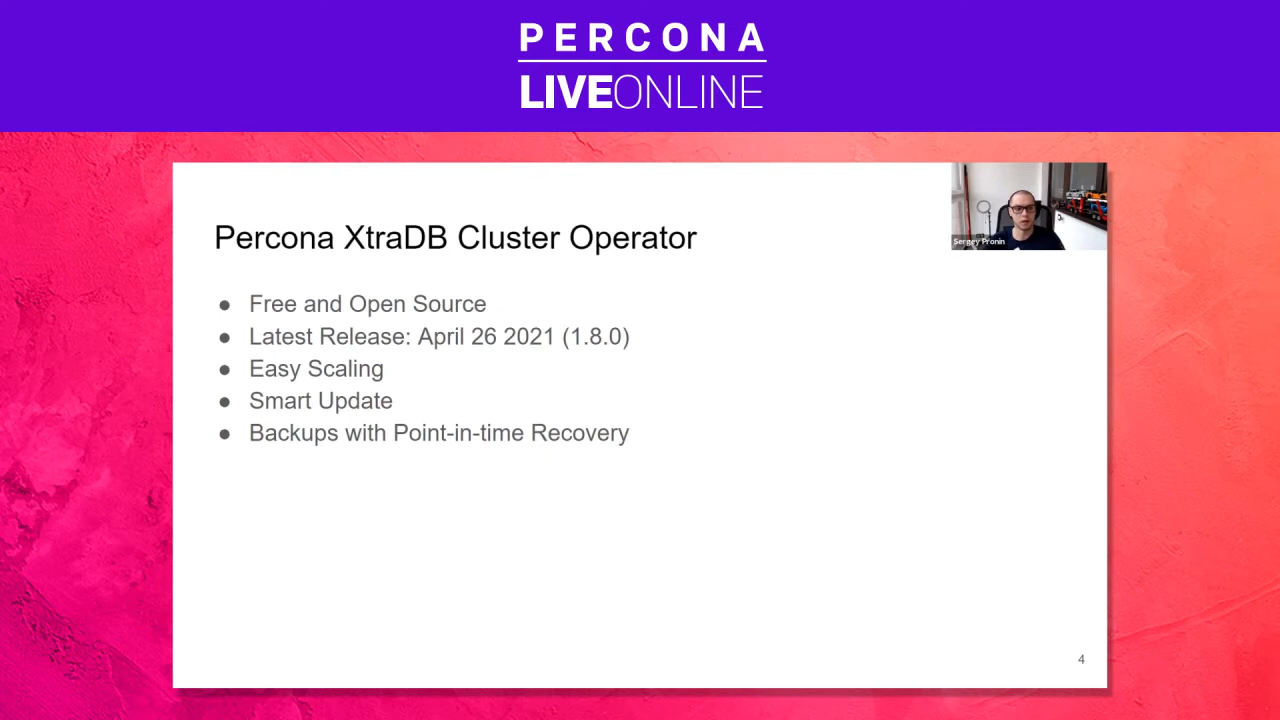 PERCONA
LIVEONLINE
Percona XtraDB Cluster Operator
Sergey Pronin
● Free and Open Source
● Latest Release: April 26 2021 (1.8.0)
● Easy Scaling
● Smart Update
● Backups with Point-in-time Recovery
4